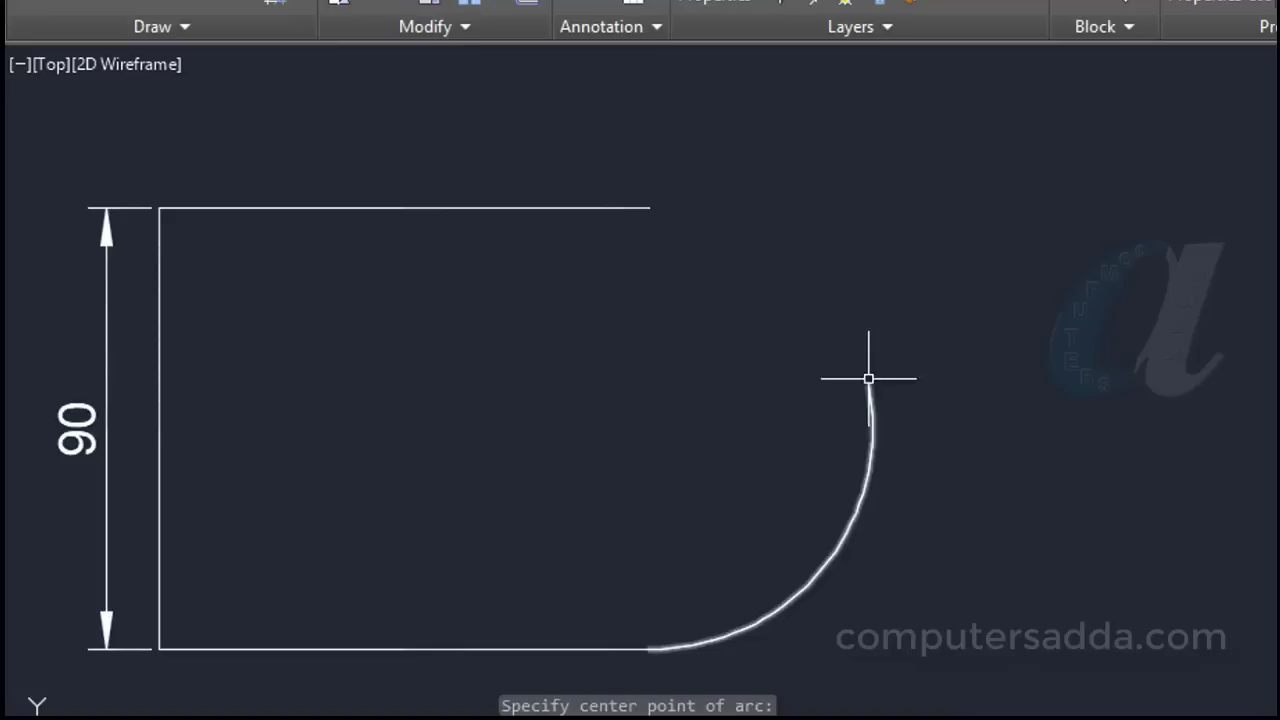 Draw
Modify
Annotation
Layers
Block
[−][Top][2D Wireframe]
90
computersadda.com
Y
Specify center point of arc: